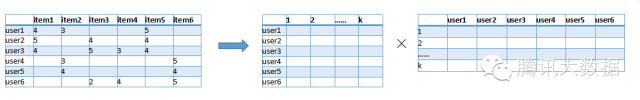 item1 item2 item3 item4 item5 item6
user1 4 3 5
user2 5 4 4
user3 4 5 3 4
user4 3 5
user5 4 4
user6 2 4 5
1 2 ...... k
user1
user2
user3
user4
user5
user6
×
user1 user2 user3 user4 user5 user6
1
2
......
k
腾讯大数据